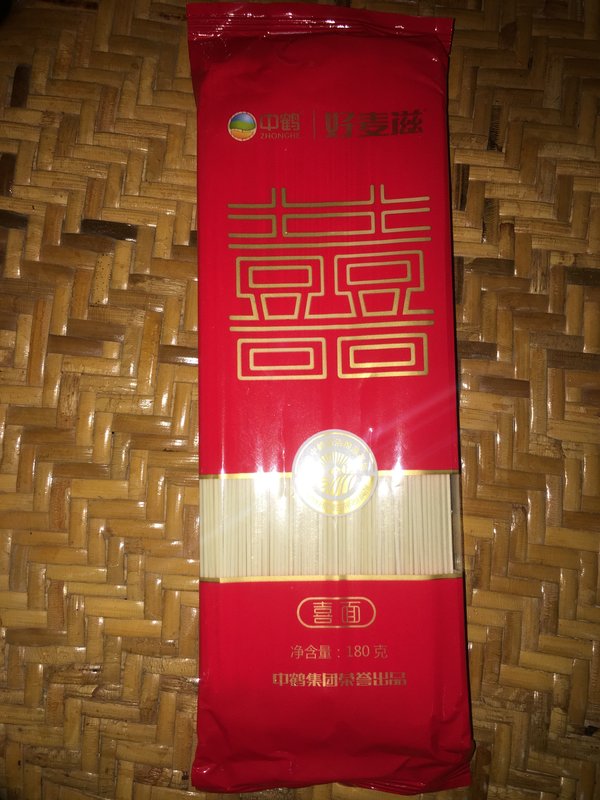 中鹤 | 好麦滋
ZHONGHE
囍
喜面
净含量：180克
中鹤集团荣誉出品